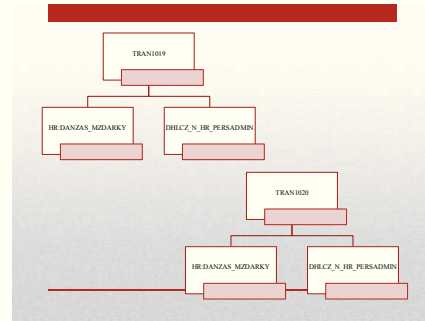 TRAN1019
HR:DANZAS_MZDARKY
DHLCZ_N_HR_PERSADMIN
TRAN1020
HR:DANZAS_MZDARKY
DHLCZ_N_HR_PERSADMIN